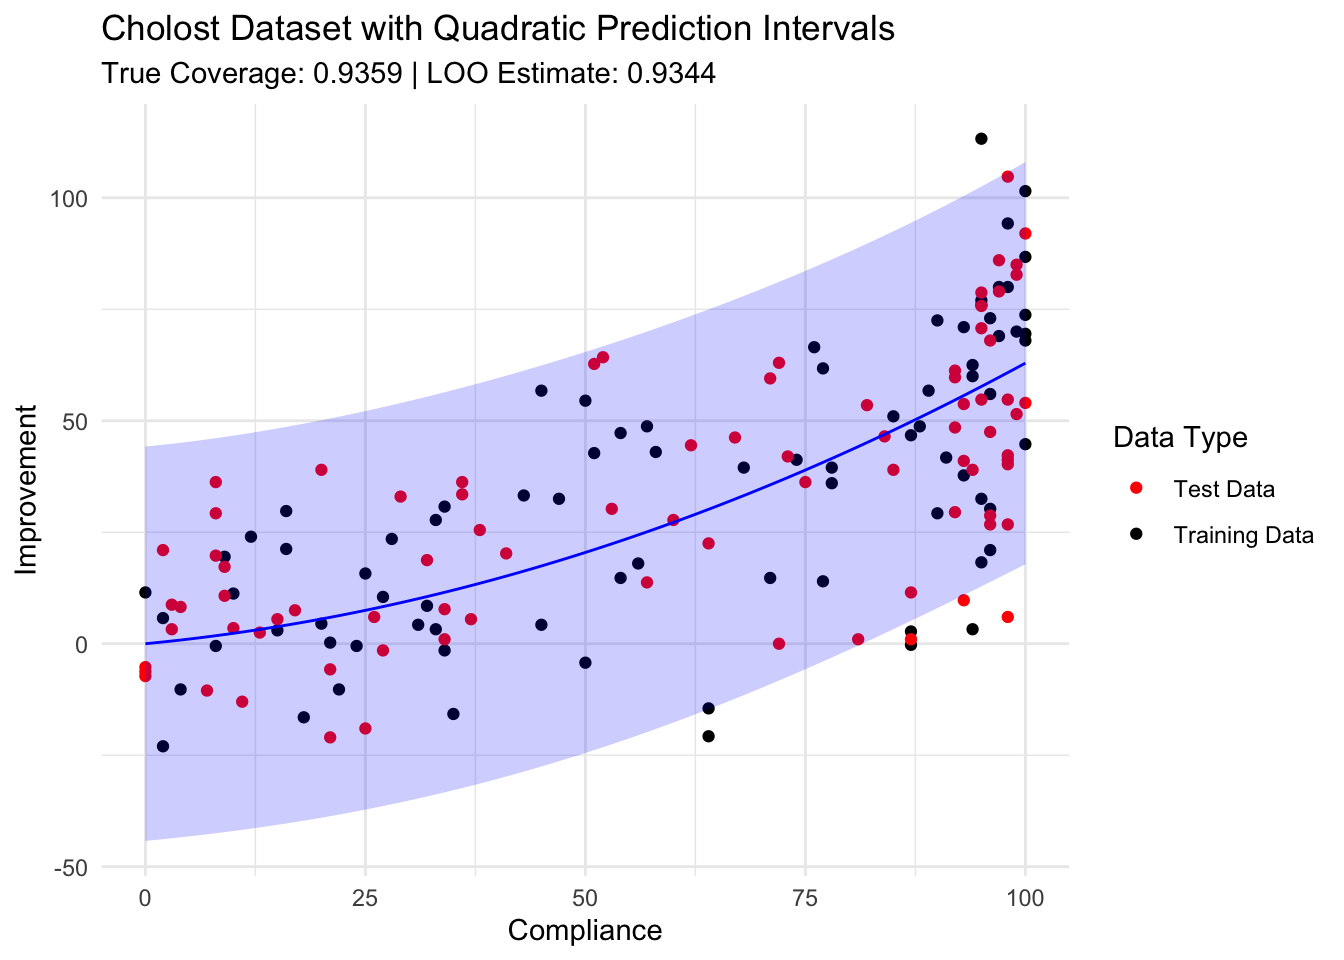 Cholost Dataset with Quadratic Prediction Intervals
True Coverage: 0.9359 | LOO Estimate: 0.9344
Improvement
100
50
0
-50
0 25 50 75 100
Compliance
Data Type
Test Data
Training Data